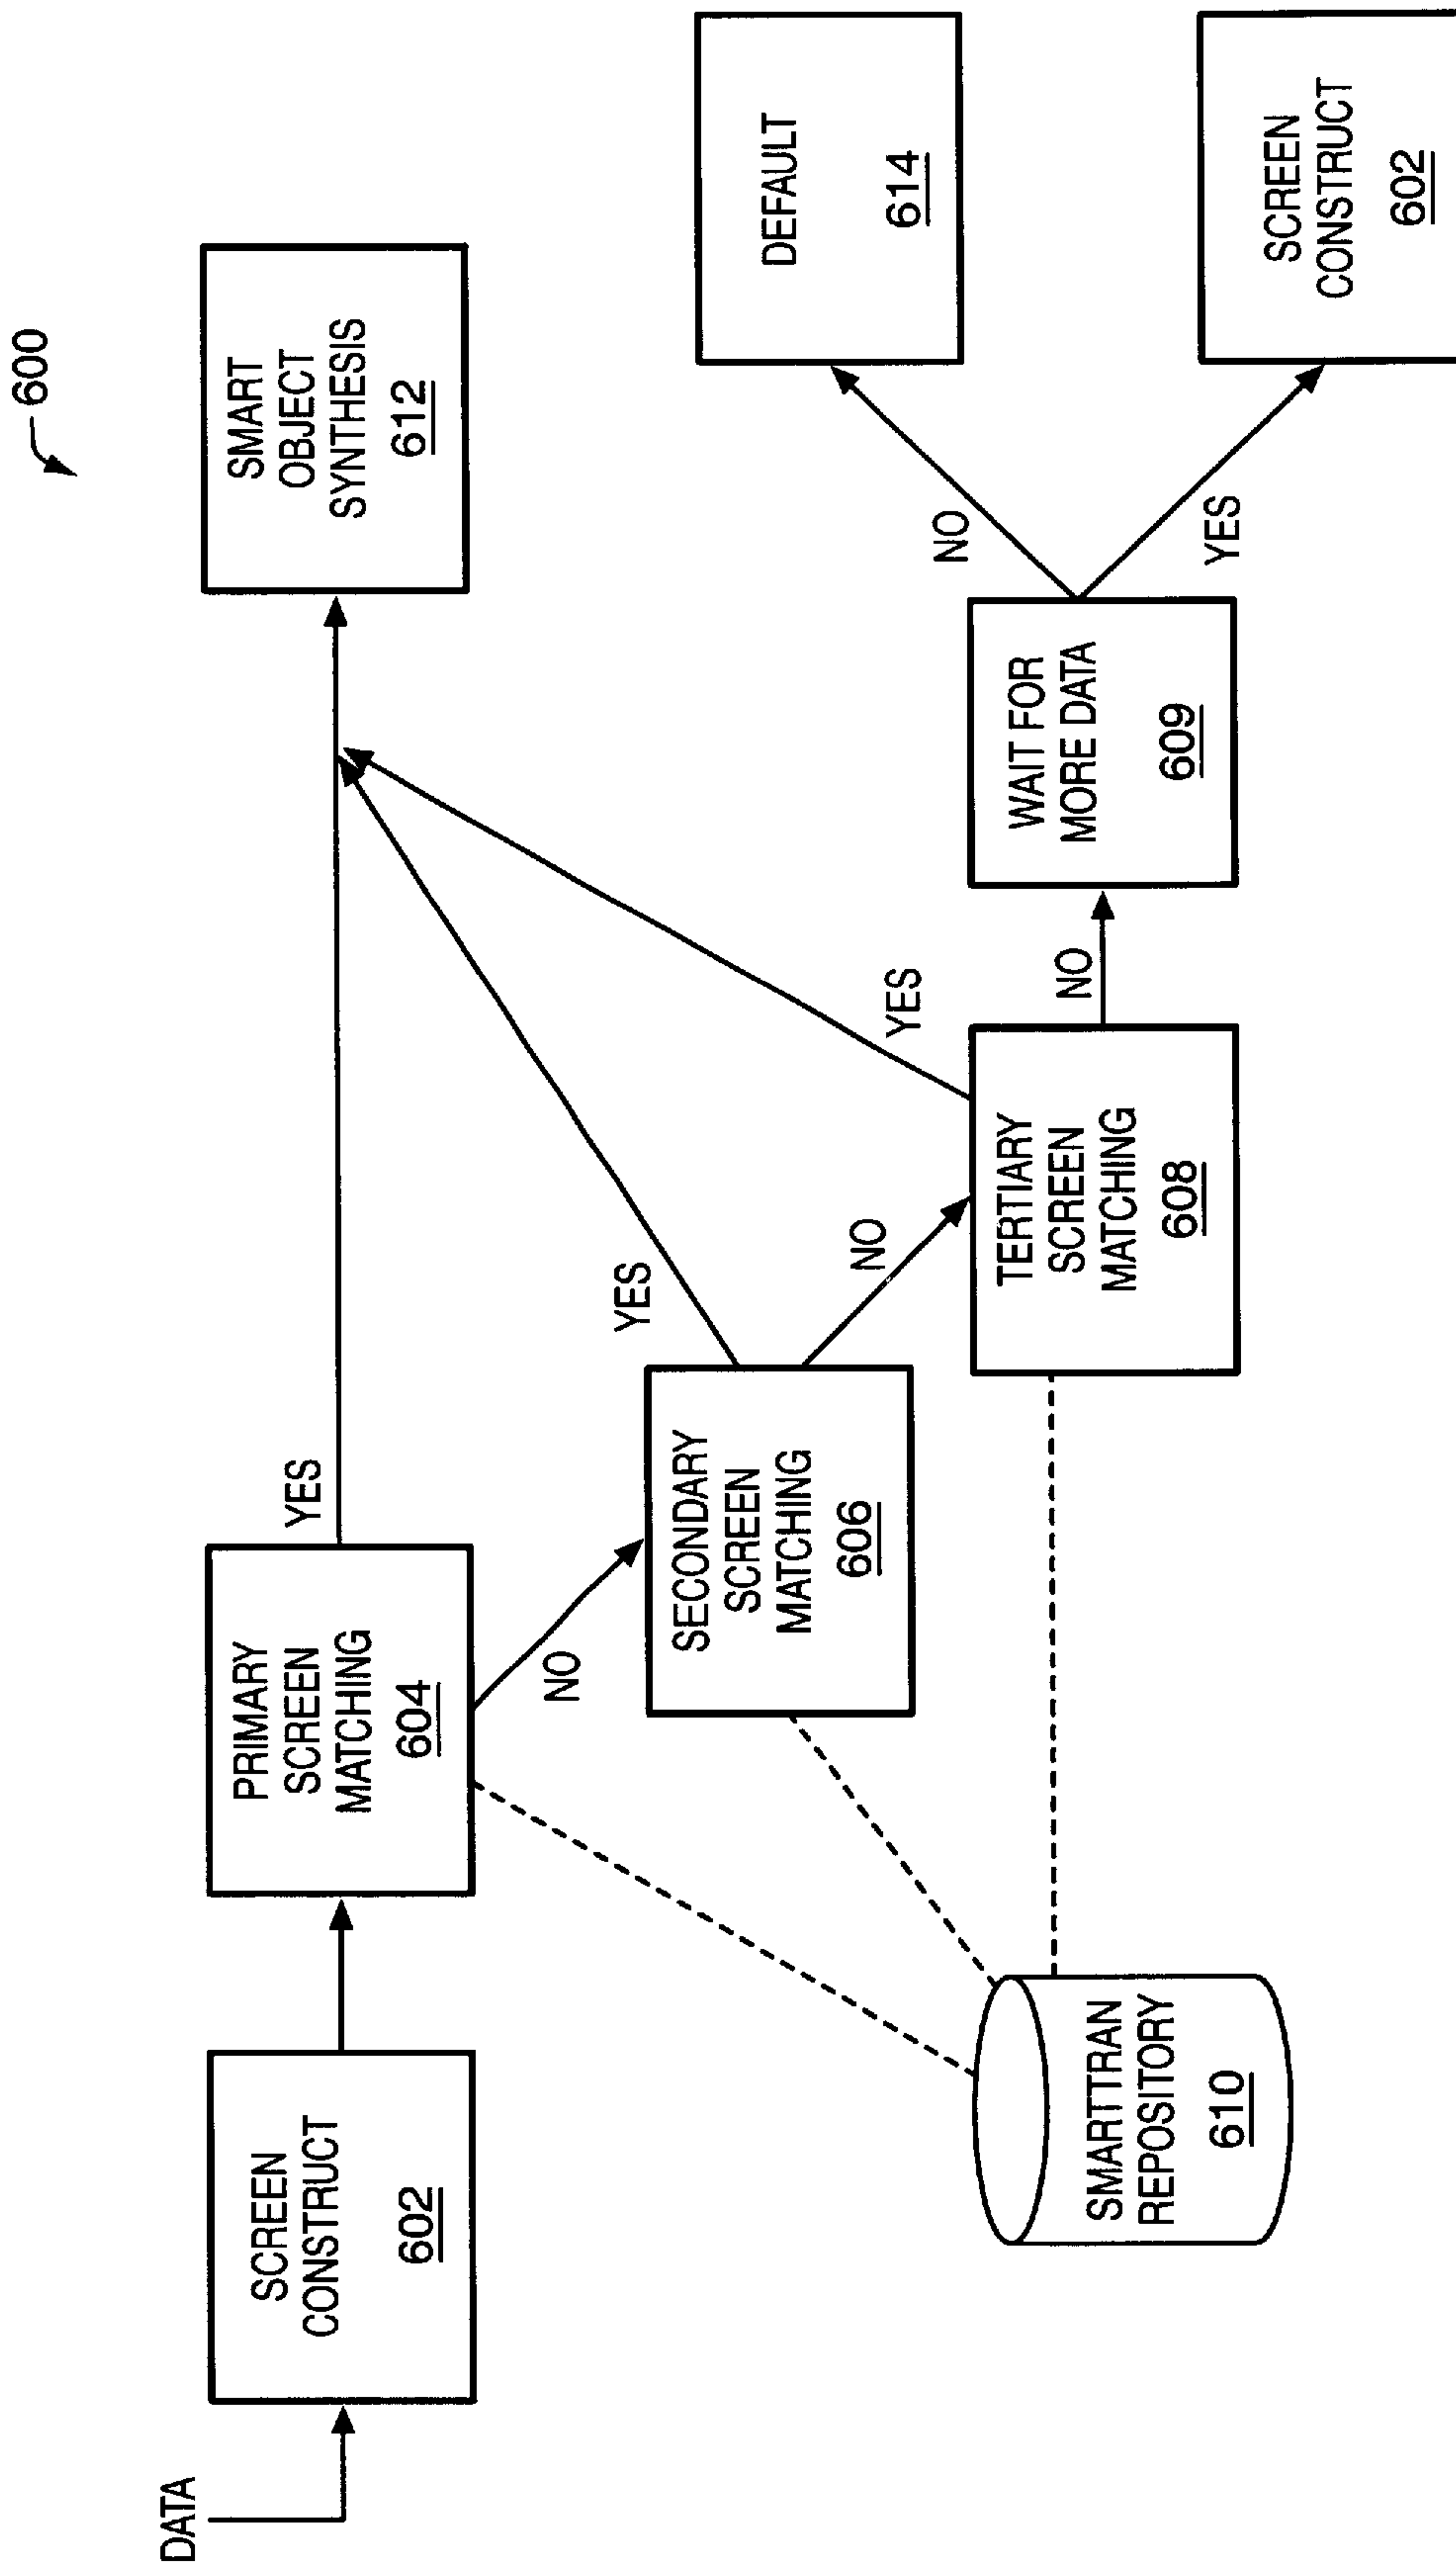 600
DATA
SCREEN
CONSTRUCT
602
PRIMARY
SCREEN
MATCHING
604
YES
SMART
OBJECT
SYNTHESIS
612
NO
SECONDARY
SCREEN
MATCHING
606
YES
NO
TERTIARY
SCREEN
MATCHING
608
YES
NO
WAIT FOR
MORE DATA
609
NO
DEFAULT
614
YES
SCREEN
CONSTRUCT
602
SMARTTRAN
REPOSITORY
610